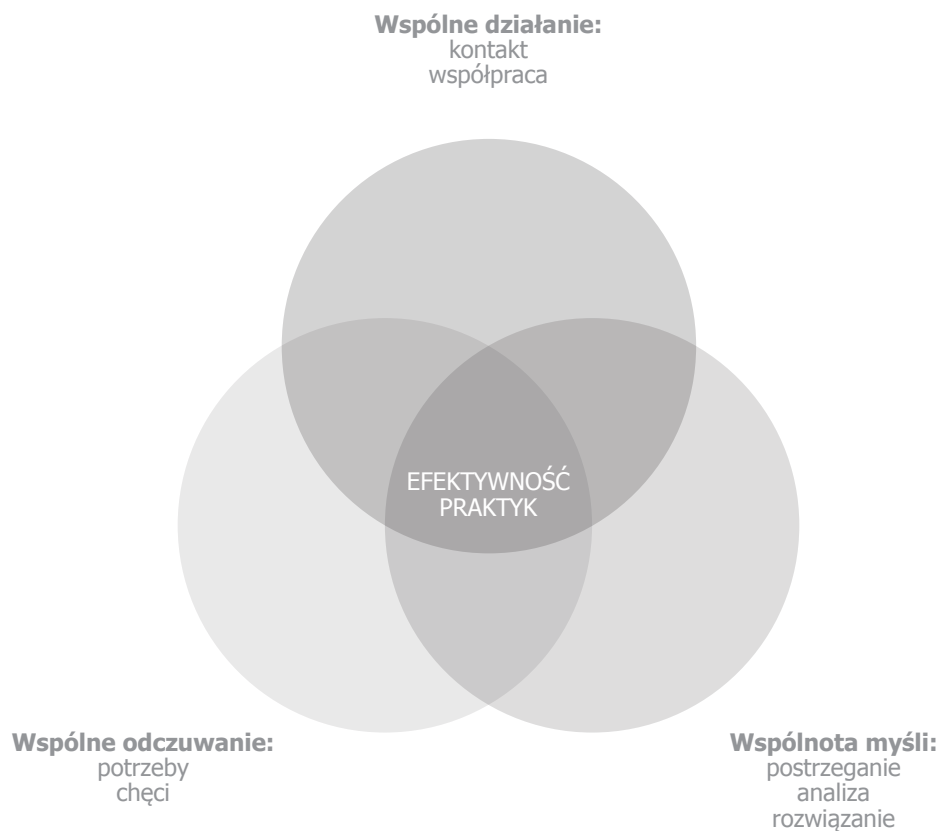 Wspólne działanie:
kontakt
współpraca
EFEKTYWNOŚĆ
PRAKTYK
Wspólne odczuwanie:
potrzeby
chęci
Wspólnota myśli:
postrzeganie
analiza
rozwiązanie